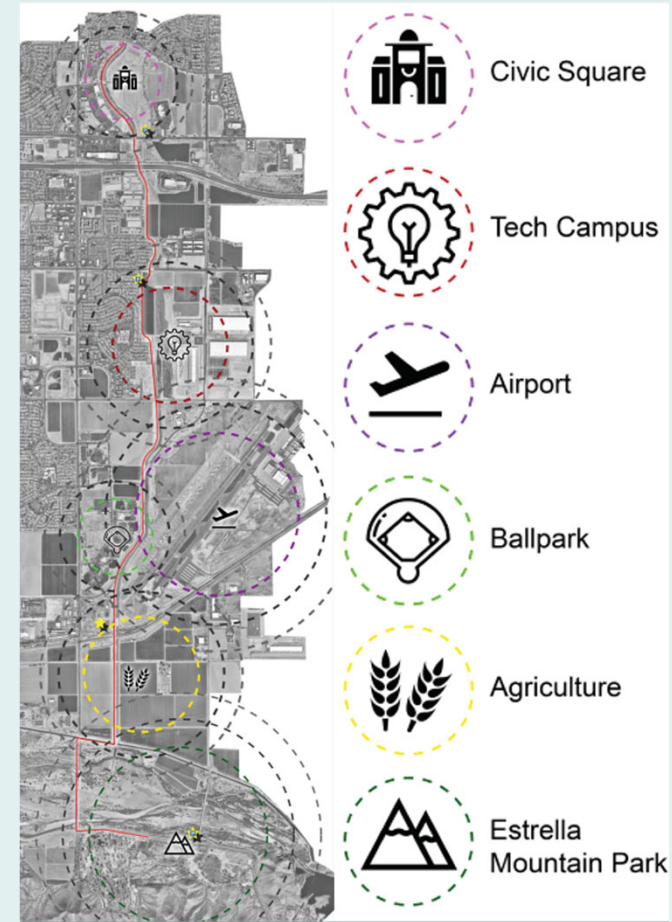 Civic Square
Tech Campus
Airport
Ballpark
Agriculture
Estrella
Mountain Park